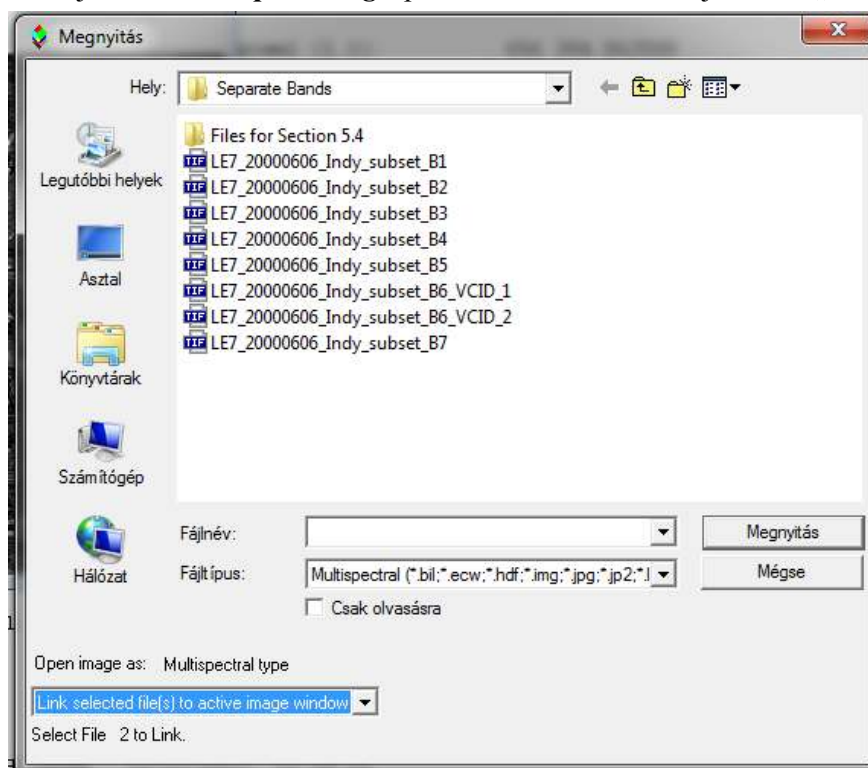 Megnyitás
Hely: Separate Bands
Files for Section 5.4
LE7_20000606_Indy_subset_B1
LE7_20000606_Indy_subset_B2
LE7_20000606_Indy_subset_B3
LE7_20000606_Indy_subset_B4
LE7_20000606_Indy_subset_B5
LE7_20000606_Indy_subset_B6_VCID_1
LE7_20000606_Indy_subset_B6_VCID_2
LE7_20000606_Indy_subset_B7
Legutóbbi helyek
Asztal
Könyvtárak
Számítógép
Hálózat
Fájlnév: Megnyitás
Fájltípus: Multispectral (*.bil;*.ecw;*.hdf;*.img;*.jpg;*.jp2;*.l Mégse
Csak olvasásra
Open image as: Multispectral type
Link selected file(s) to active image window
Select File 2 to Link.